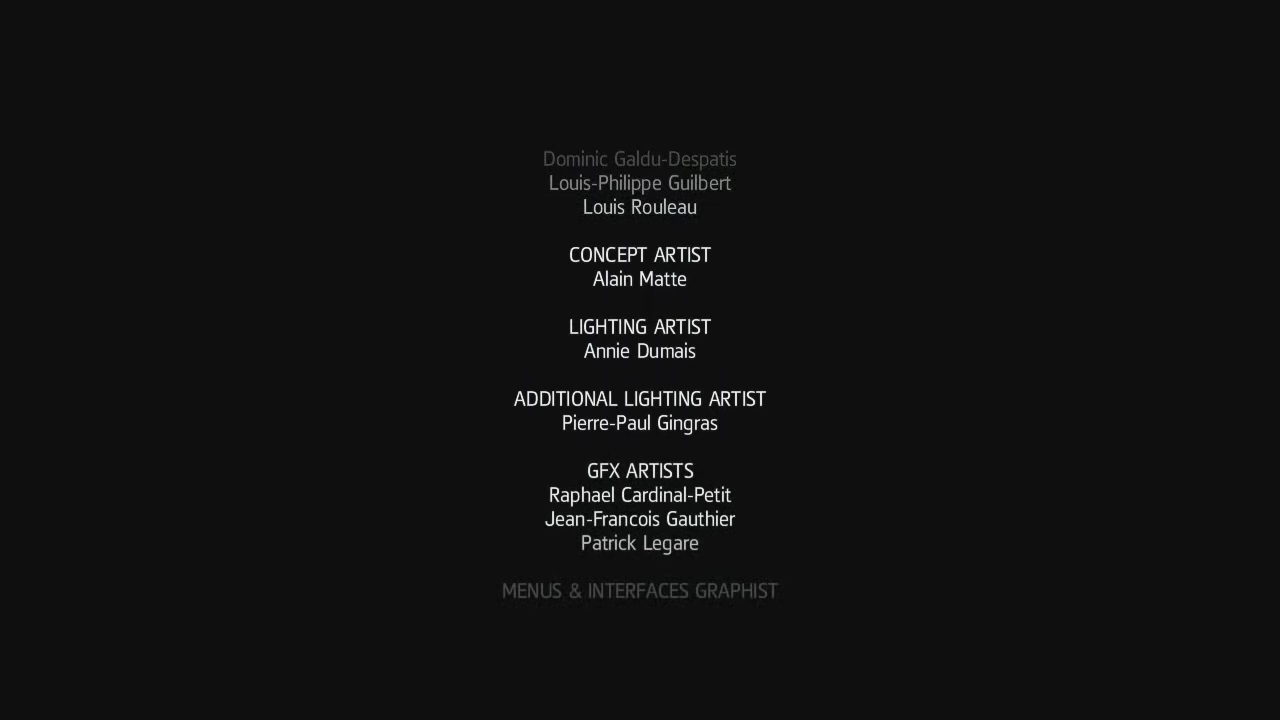 Dominic Galdu-Despatis
Louis-Philippe Guilbert
Louis Rouleau
CONCEPT ARTIST
Alain Matte
LIGHTING ARTIST
Annie Dumais
ADDITIONAL LIGHTING ARTIST
Pierre-Paul Gingras
GFX ARTISTS
Raphael Cardinal-Petit
Jean-Francois Gauthier
Patrick Legare
MENUS & INTERFACES GRAPHIST